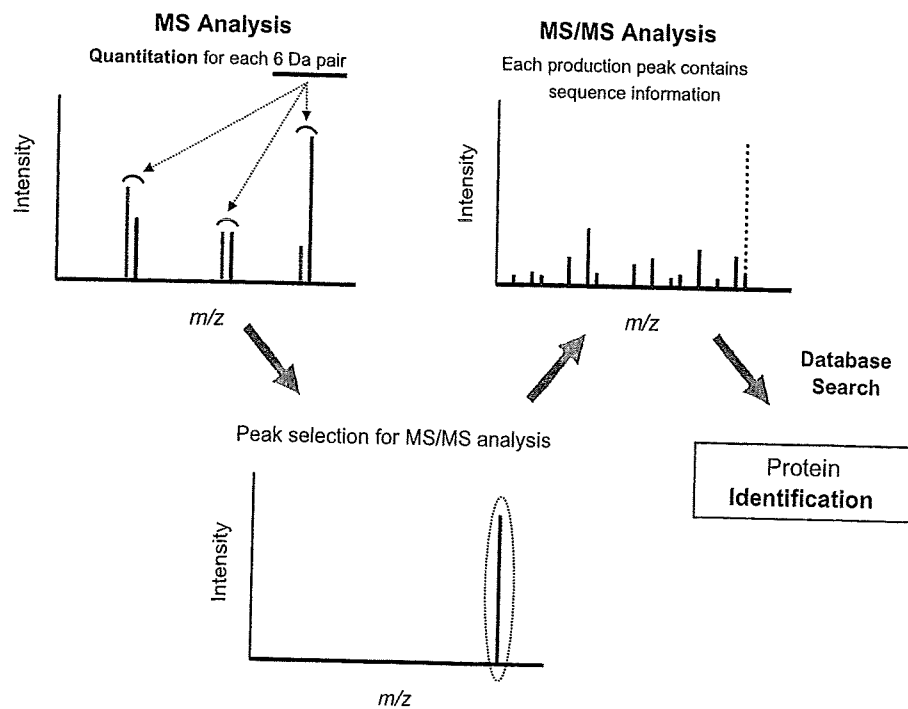 MS Analysis
Quantitation for each 6 Da pair
Intensity
m/z
MS/MS Analysis
Each production peak contains
sequence information
Intensity
m/z
Database
Search
Peak selection for MS/MS analysis
Intensity
m/z
Protein
Identification